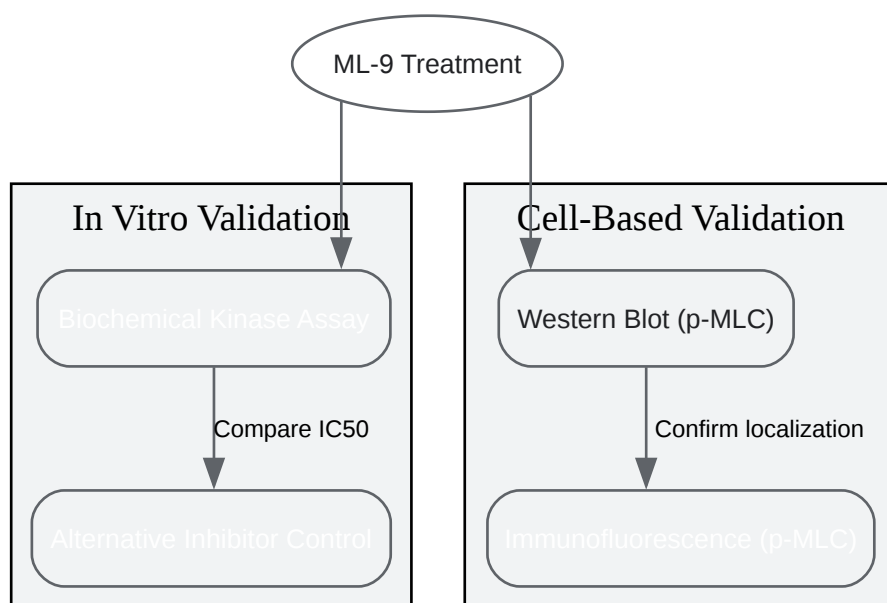 ML-9 Treatment
In Vitro Validation
Cell-Based Validation
Biochemical Kinase Assay
Western Blot (p-MLC)
Compare IC50
Confirm localization
Alternative Inhibitor Control
Immunofluorescence (p-MLC)